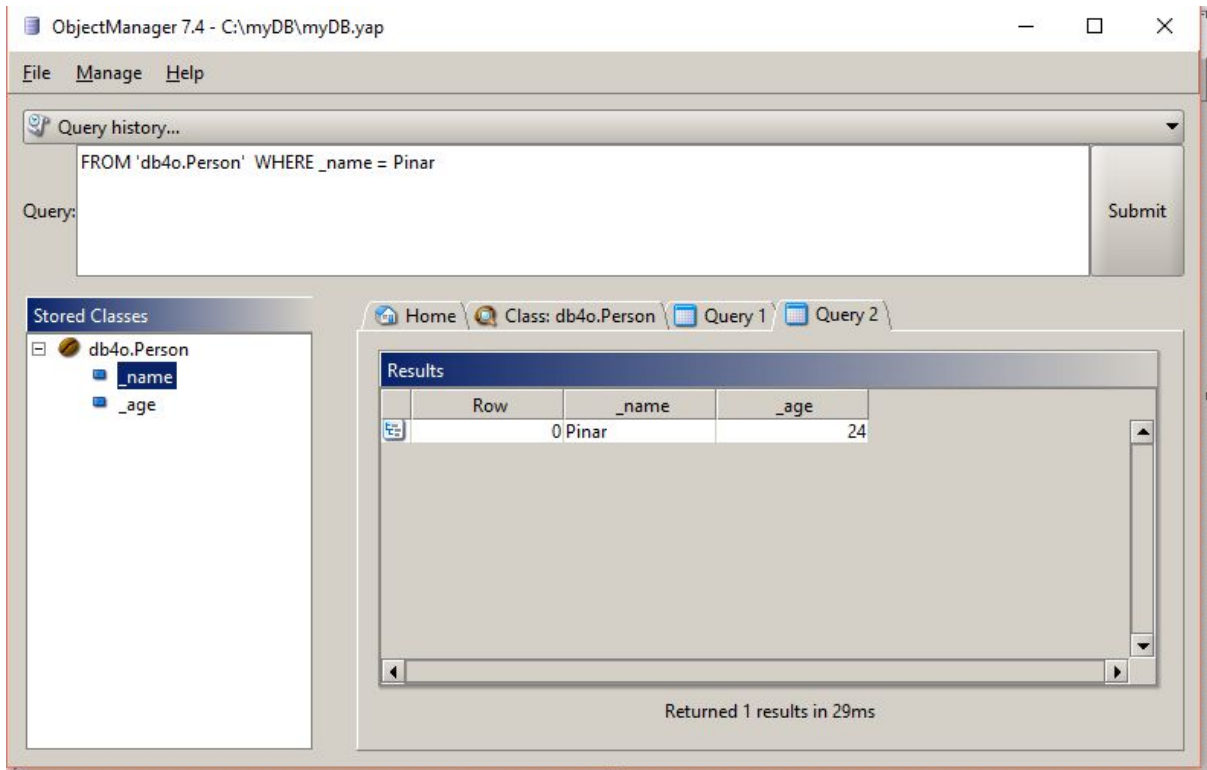 ObjectManager 7.4 - C:\myDB\myDB.yap
File Manage Help
Query history...
Query:
FROM 'db4o.Person'  WHERE _name = Pinar
Submit
Stored Classes
db4o.Person
_name
_age
Home Class: db4o.Person Query 1 Query 2
Results
Row _name _age
0 Pinar 24
Returned 1 results in 29ms